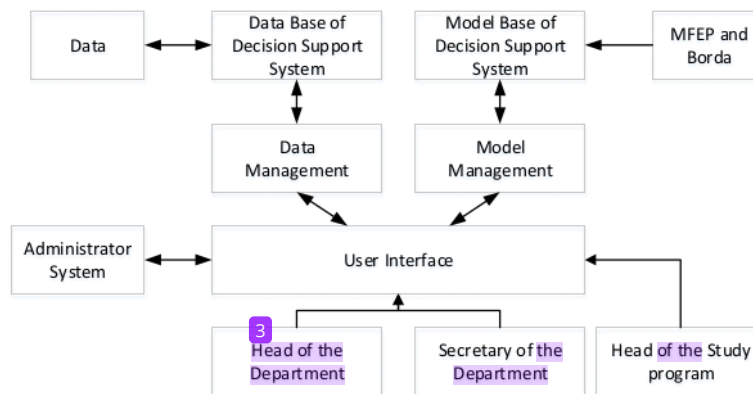 Data
Data Base of
Decision Support
System
Model Base of
Decision Support
System
MFEP and
Borda
Data
Management
Model
Management
Administrator
System
User Interface
3
Head of the
Department
Secretary of the
Department
Head of the Study
program